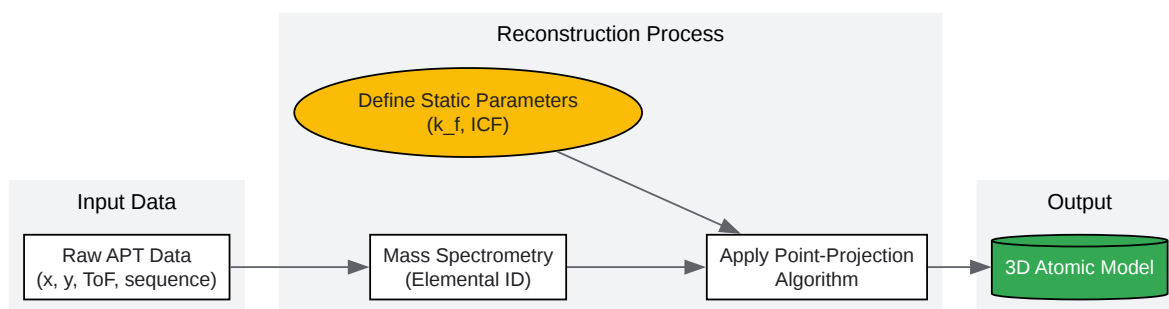 Reconstruction Process
Define Static Parameters
(k_f, ICF)
Input Data
Raw APT Data
(x, y, ToF, sequence)
Mass Spectrometry
(Elemental ID)
Apply Point-Projection
Algorithm
Output
3D Atomic Model